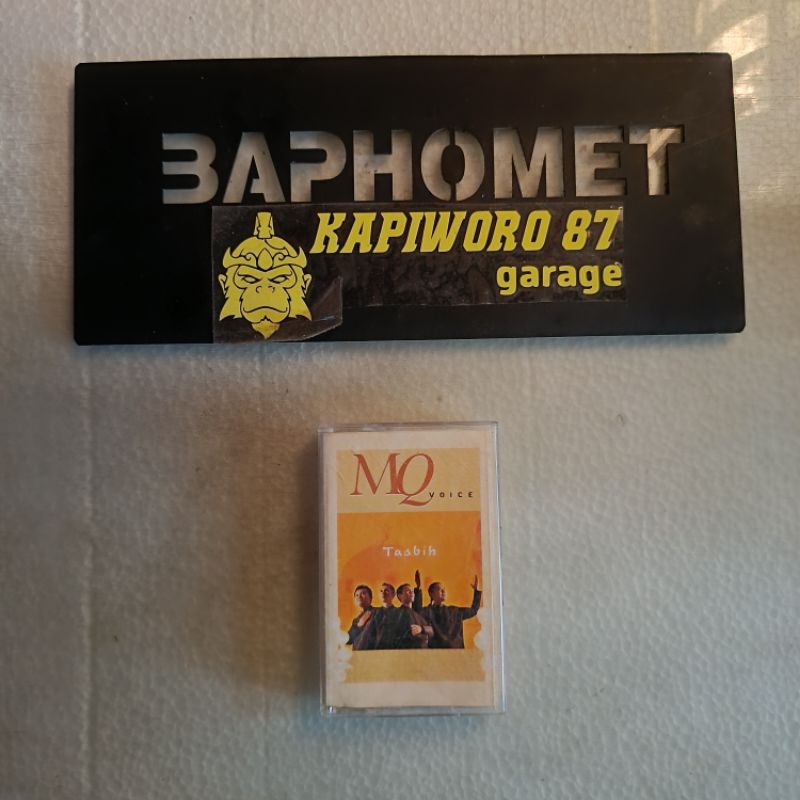 BAPHOMET
KAPIWORO 87
garage
MQ
VOICE
Tasbih